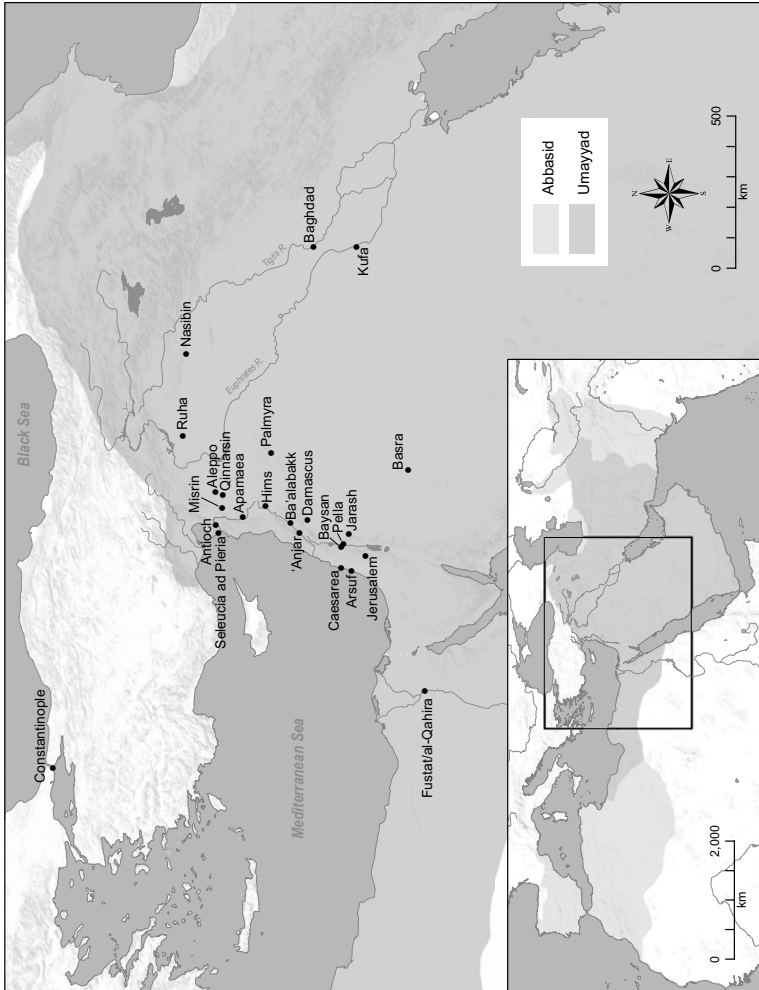 Black Sea
Constantinople
Mediterranean Sea
Tigris R.
Euphrates R.
Nasibin
Ruha
Misrin
Aleppo
Qinnarsin
Antioch
Seleucia ad Pieria
Apamaea
Hims
Palmyra
Baghdad
Kufa
Ba'alabakk
'Anjar
Damascus
Baysan
Pella
Jarash
Caesarea
Arsuf
Jerusalem
Basra
Fustat/al-Qahira
Abbasid
Umayyad
N
W
E
S
0
500
km
0
2,000
km